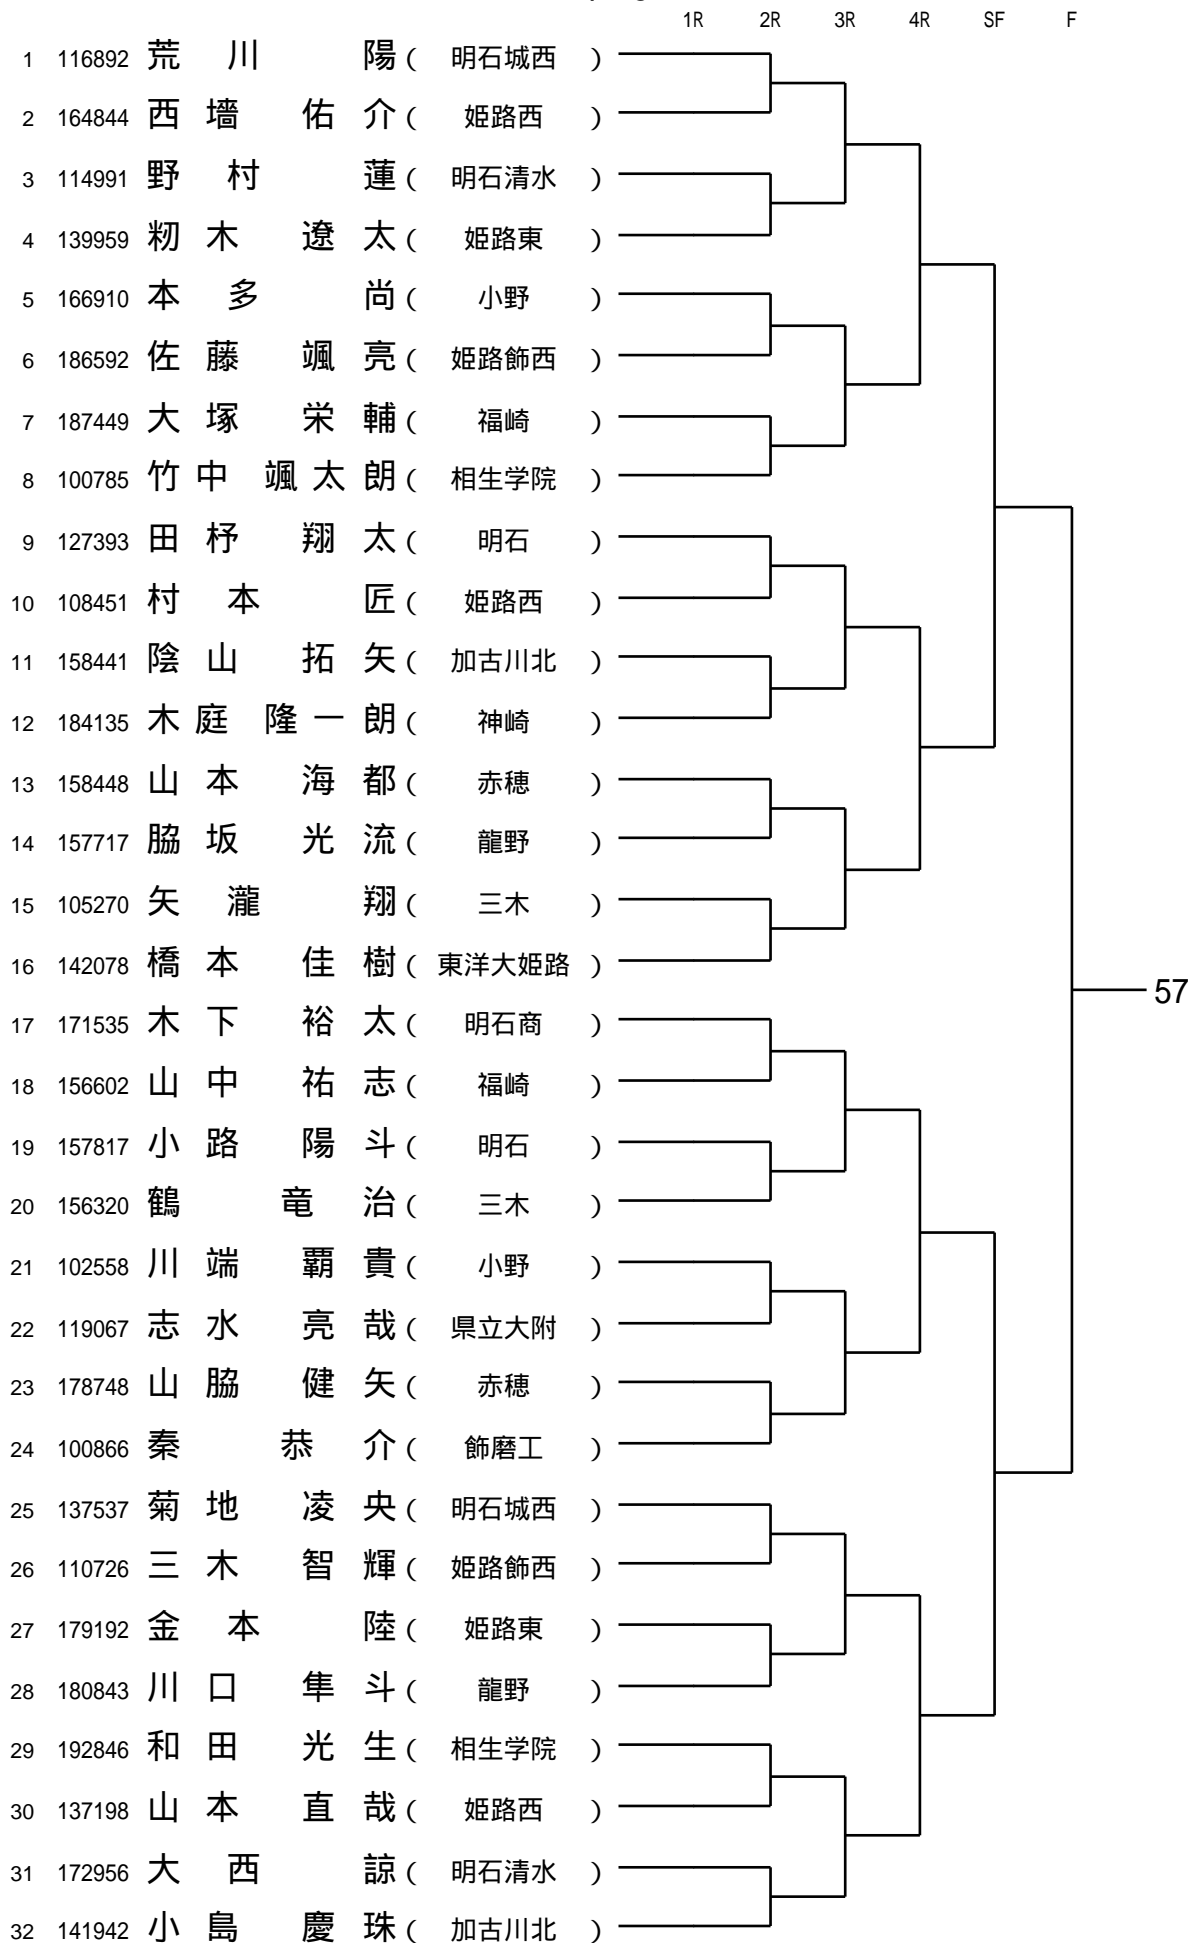 1R 2R 3R 4R SF F
1 116892 荒川 陽 ( 明石城西 )
2 164844 西墻 佑介 ( 姫路西 )
3 114991 野村 蓮 ( 明石清水 )
4 139959 籾木 遼太 ( 姫路東 )
5 166910 本多 尚 ( 小野 )
6 186592 佐藤 颯亮 ( 姫路飾西 )
7 187449 大塚 栄輔 ( 福崎 )
8 100785 竹中 颯太朗 ( 相生学院 )
9 127393 田杼 翔太 ( 明石 )
10 108451 村本 匠 ( 姫路西 )
11 158441 陰山 拓矢 ( 加古川北 )
12 184135 木庭 隆一朗 ( 神崎 )
13 158448 山本 海都 ( 赤穂 )
14 157717 脇坂 光流 ( 龍野 )
15 105270 矢瀧 翔 ( 三木 )
16 142078 橋本 佳樹 ( 東洋大姫路 )
57
17 171535 木下 裕太 ( 明石商 )
18 156602 山中 祐志 ( 福崎 )
19 157817 小路 陽斗 ( 明石 )
20 156320 鶴 竜治 ( 三木 )
21 102558 川端 覇貴 ( 小野 )
22 119067 志水 亮哉 ( 県立大附 )
23 178748 山脇 健矢 ( 赤穂 )
24 100866 秦 恭介 ( 飾磨工 )
25 137537 菊地 凌央 ( 明石城西 )
26 110726 三木 智輝 ( 姫路飾西 )
27 179192 金本 陸 ( 姫路東 )
28 180843 川口 隼斗 ( 龍野 )
29 192846 和田 光生 ( 相生学院 )
30 137198 山本 直哉 ( 姫路西 )
31 172956 大西 諒 ( 明石清水 )
32 141942 小島 慶珠 ( 加古川北 )